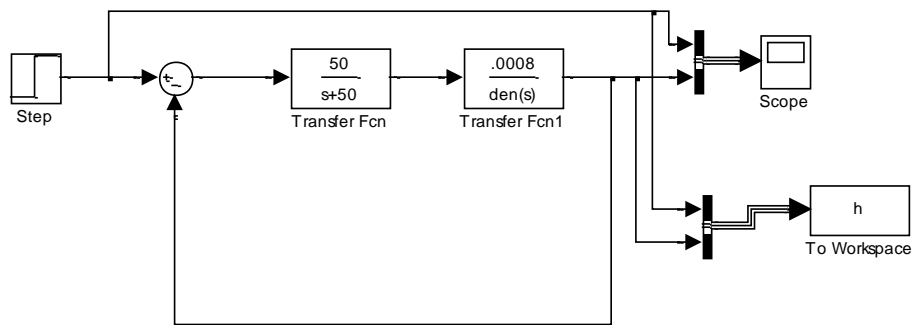 Step
+
-
50
s+50
Transfer Fcn
.0008
den(s)
Transfer Fcn1
Scope
h
To Workspace